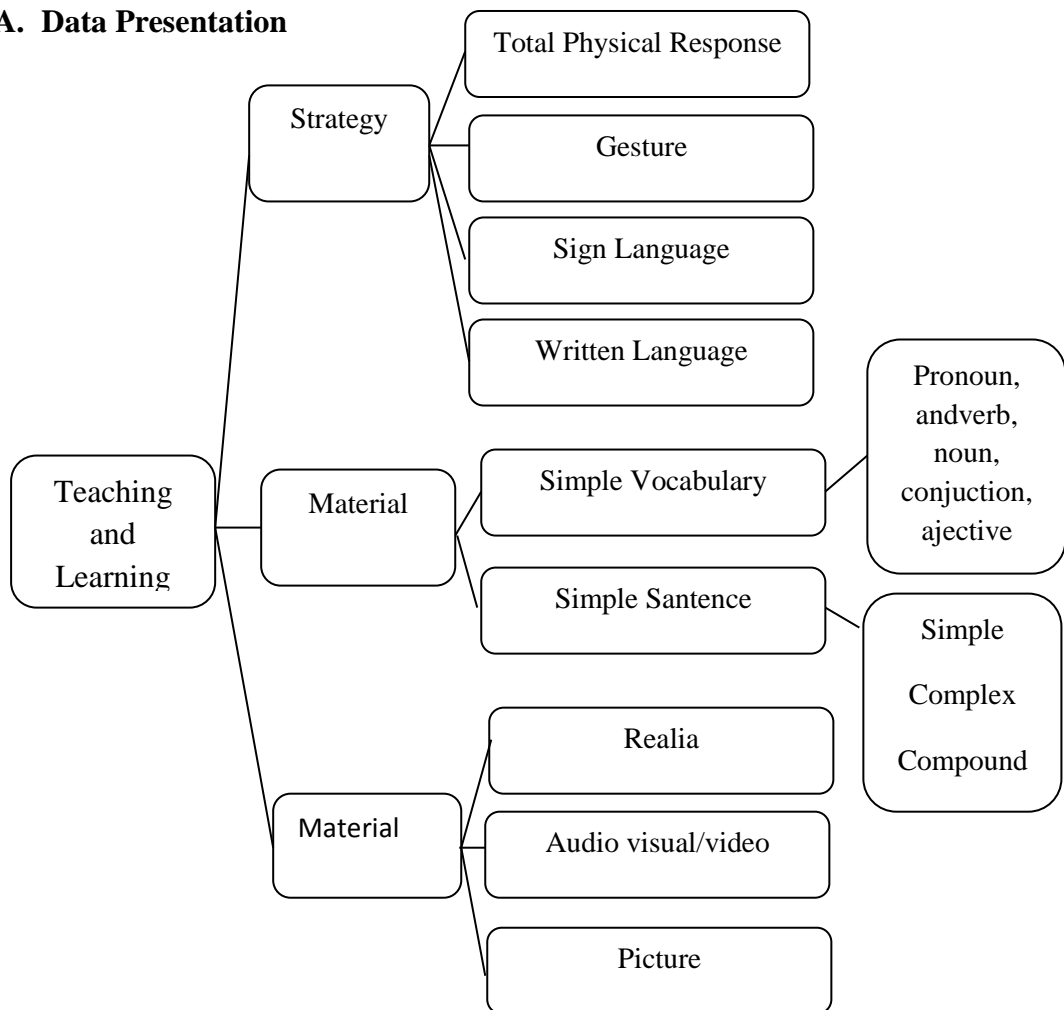 A. Data Presentation
Total Physical Response
Strategy
Gesture
Sign Language
Written Language
Pronoun,
andverb,
noun,
conjuction,
ajective
Teaching
and
Learning
Material
Simple Vocabulary
Simple Santence
Simple
Complex
Compound
Realia
Material
Audio visual/video
Picture